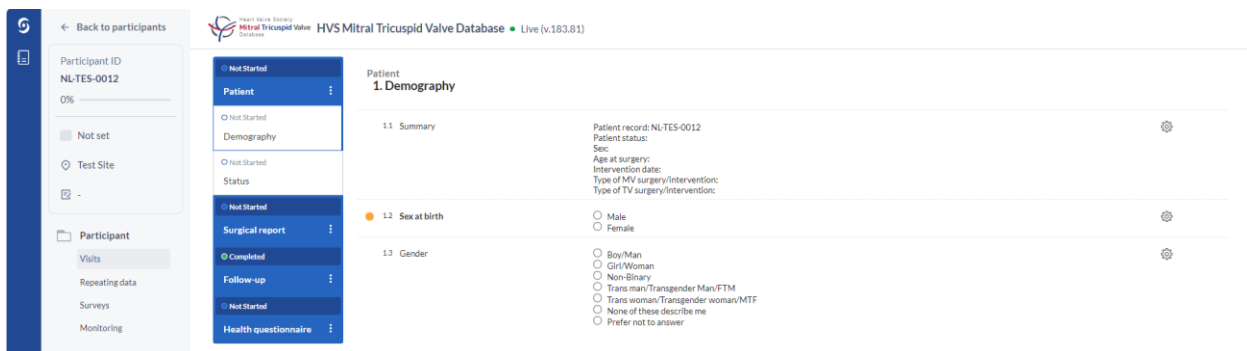 ← Back to participants
Participant ID
NL-TES-0012
0%
Not set
Test Site
-
Participant
Visits
Repeating data
Surveys
Monitoring
Heart Valve Society
Mitral Tricuspid Valve
Database
HVS Mitral Tricuspid Valve Database
Live (v.183.81)
Not Started
Patient
Not Started
Demography
Not Started
Status
Not Started
Surgical report
Completed
Follow-up
Not Started
Health questionnaire
Patient
1. Demography
1.1 Summary
Patient record: NL-TES-0012
Patient status:
Sex:
Age at surgery:
Intervention date:
Type of MV surgery/intervention:
Type of TV surgery/intervention:
1.2 Sex at birth
Male
Female
1.3 Gender
Boy/Man
Girl/Woman
Non-Binary
Trans man/Transgender Man/FTM
Trans woman/Transgender woman/MTF
None of these describe me
Prefer not to answer